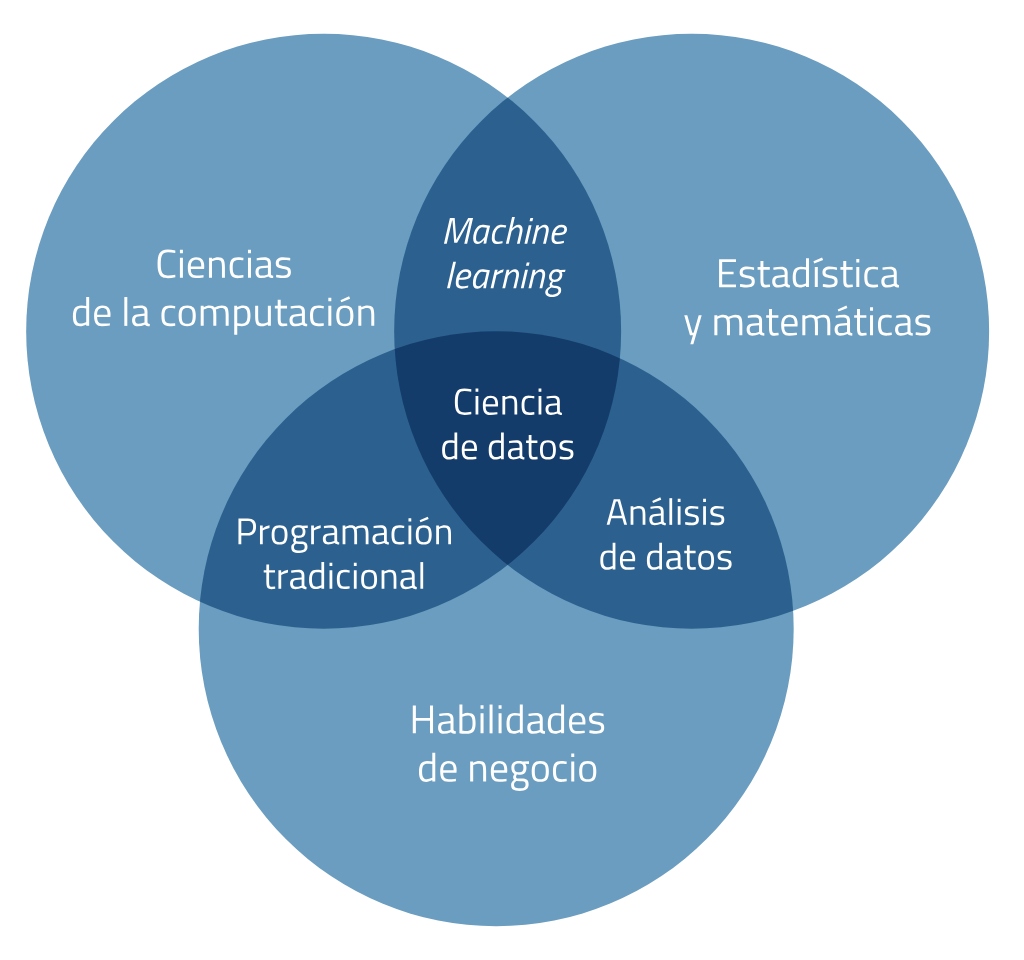 Ciencias
de la computación
Machine
learning
Estadística
y matemáticas
Ciencia
de datos
Programación
tradicional
Análisis
de datos
Habilidades
de negocio